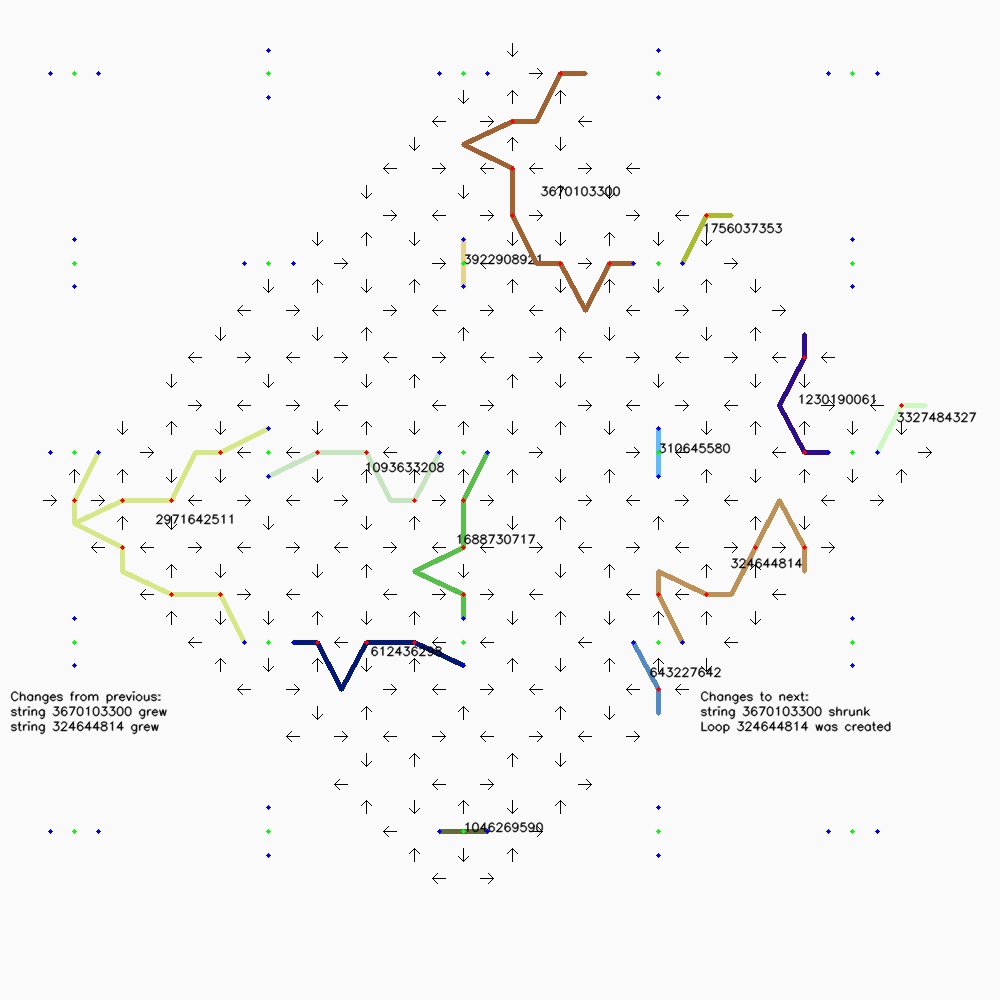 3670103300
1756037353
3922908921
1230190061
3327484327
310645580
1093633208
2971642511
1688730717
324644814
612436298
643227642
Changes from previous:
string 3670103300 grew
string 324644814 grew
Changes to next:
string 3670103300 shrunk
Loop 324644814 was created
1046269590